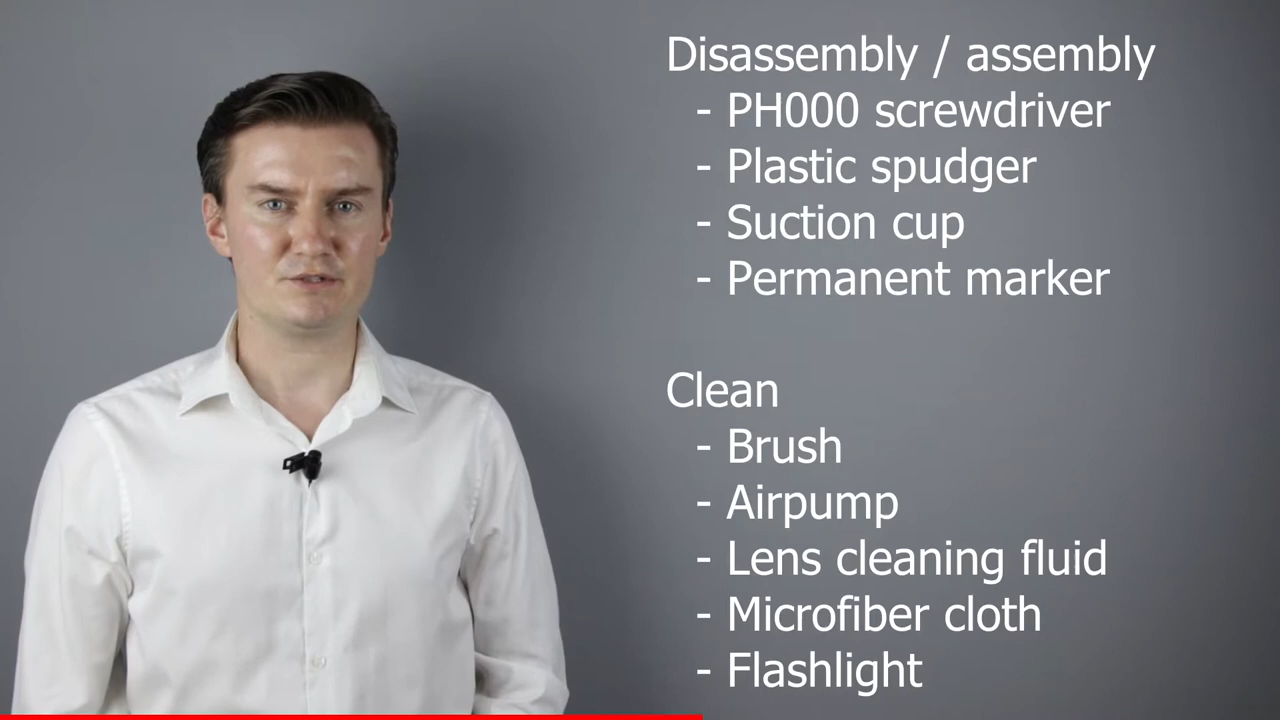 Disassembly / assembly
- PH000 screwdriver
- Plastic spudger
- Suction cup
- Permanent marker
Clean
- Brush
- Airpump
- Lens cleaning fluid
- Microfiber cloth
- Flashlight